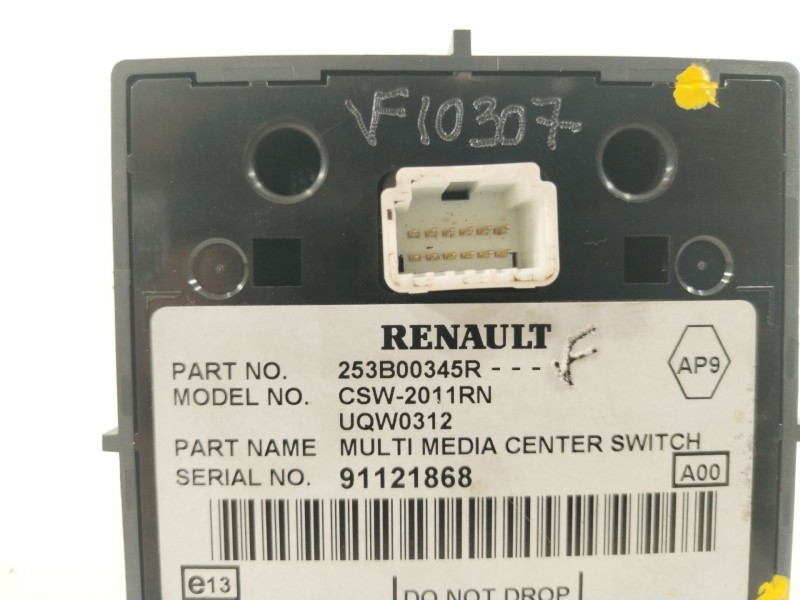 VF10307
RENAULT
PART NO. 253B00345R - - - VF
MODEL NO. CSW-2011RN
UQW0312
PART NAME MULTI MEDIA CENTER SWITCH
SERIAL NO. 91121868
AP9
A00
e13
DO NOT DROP